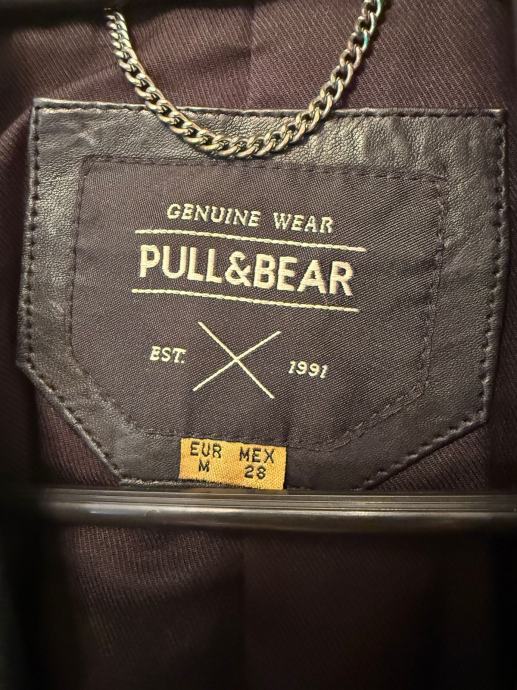 GENUINE WEAR
PULL&BEAR
EST. 1991
EUR MEX
M 28